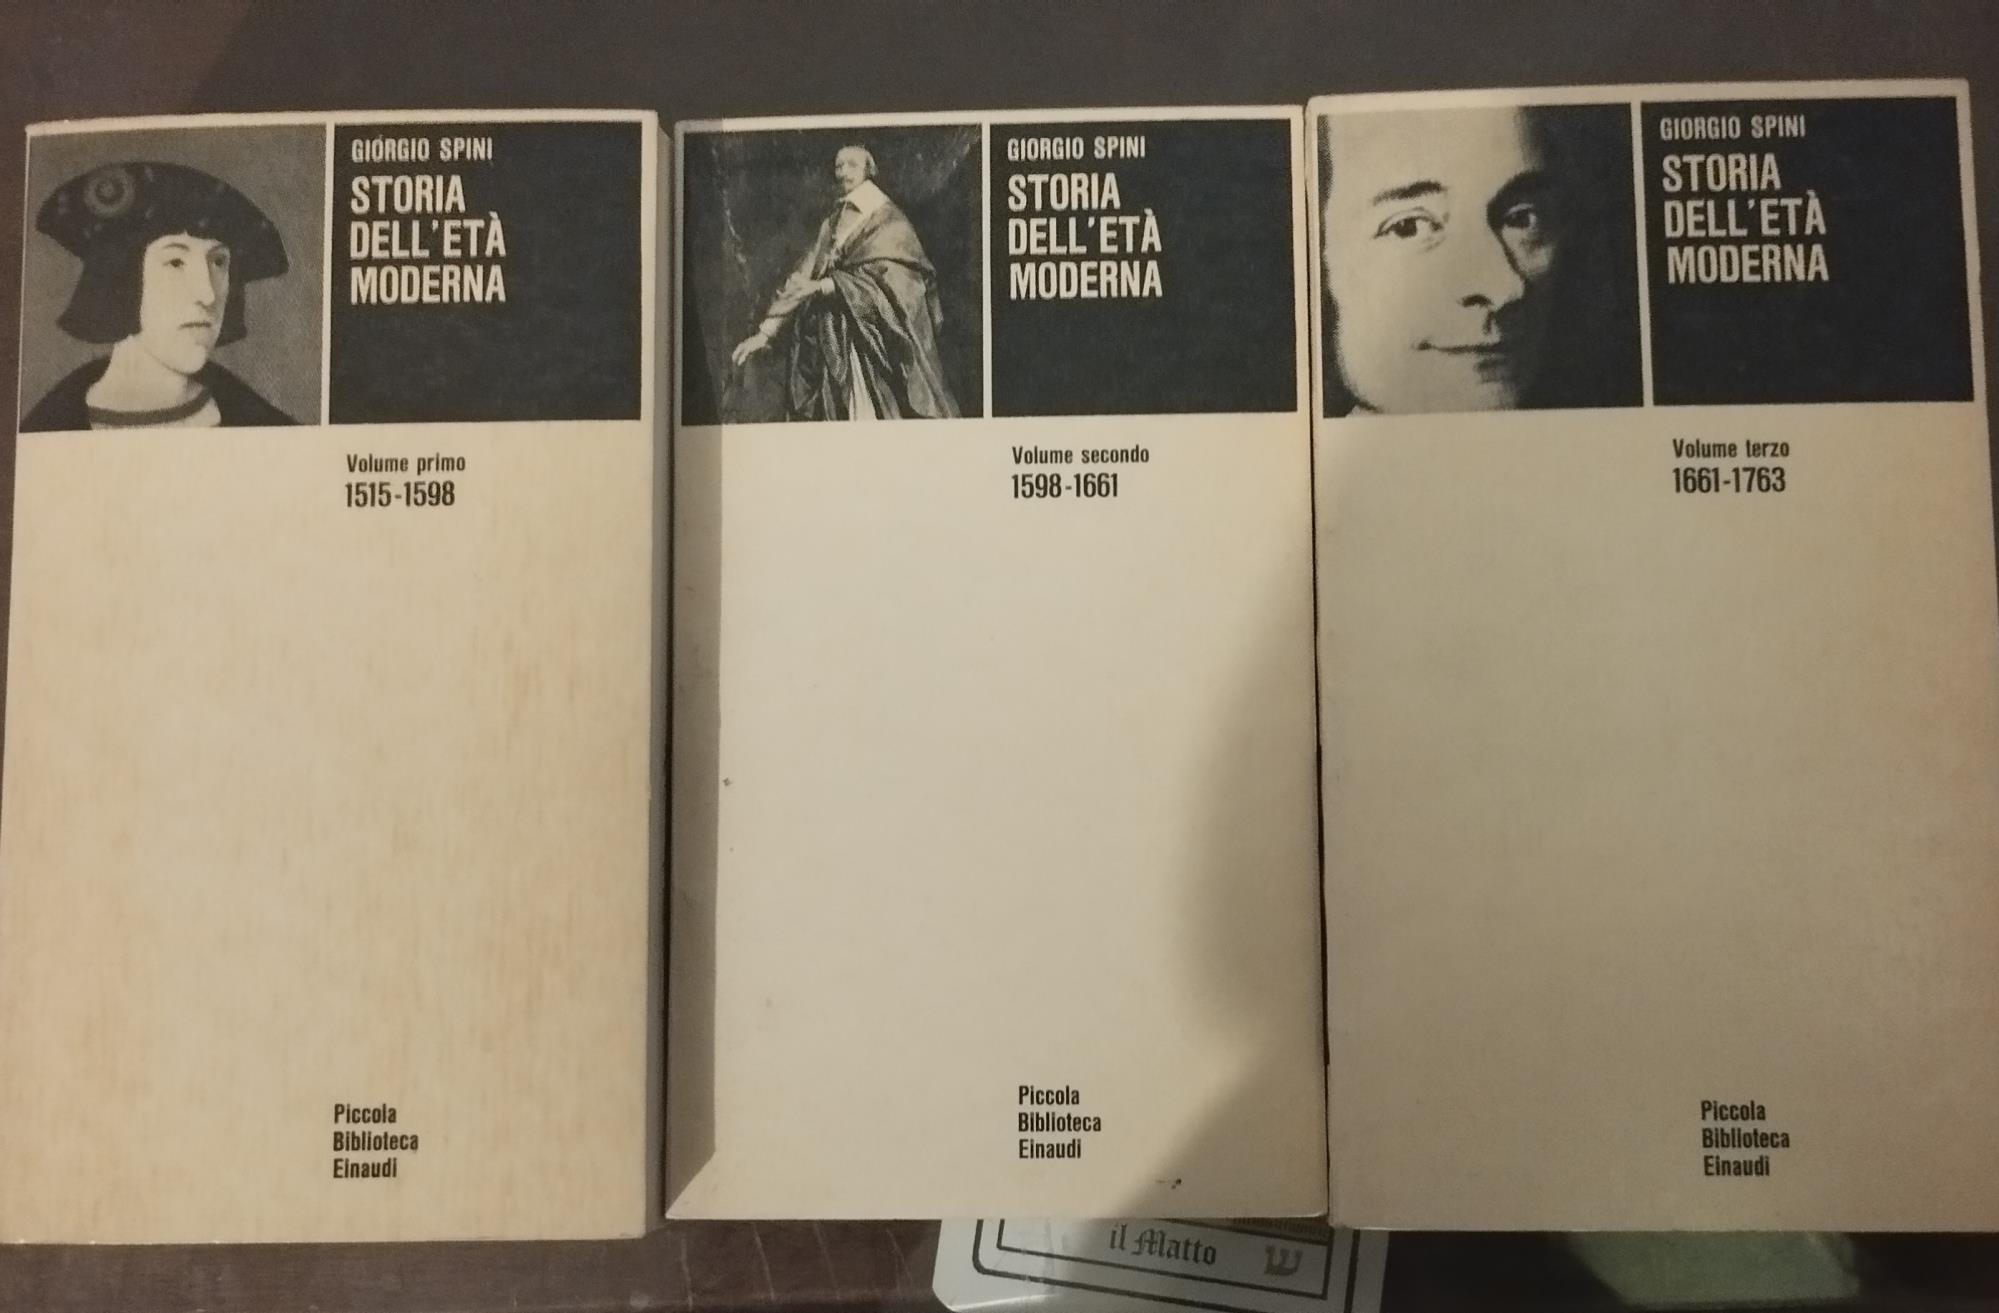 GIORGIO SPINI
STORIA
DELL'ETÀ
MODERNA
Volume primo
1515-1598
Piccola
Biblioteca
Einaudi
GIORGIO SPINI
STORIA
DELL'ETÀ
MODERNA
Volume secondo
1598-1661
Piccola
Biblioteca
Einaudi
GIORGIO SPINI
STORIA
DELL'ETÀ
MODERNA
Volume terzo
1661-1763
Piccola
Biblioteca
Einaudi
il Matto
ש